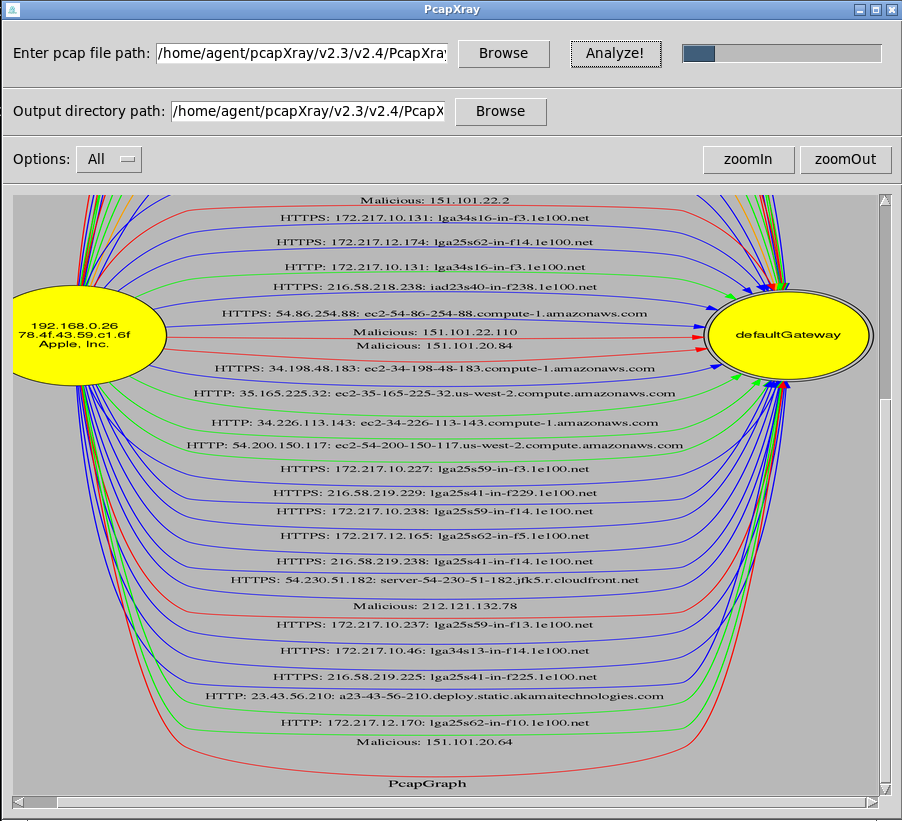 PcapXray
Enter pcap file path: /home/agent/pcapXray/v2.3/v2.4/PcapXray Browse Analyze!
Output directory path: /home/agent/pcapXray/v2.3/v2.4/PcapX Browse
Options: All zoomIn zoomOut
Malicious: 151.101.22.2
HTTPS: 172.217.10.131: lga34s16-in-f3.1e100.net
HTTPS: 172.217.12.174: lga25s62-in-f14.1e100.net
HTTP: 172.217.10.131: lga34s16-in-f3.1e100.net
HTTPS: 216.58.218.238: iad23s40-in-f238.1e100.net
HTTPS: 54.86.254.88: ec2-54-86-254-88.compute-1.amazonaws.com
192.168.0.26
78.4f.43.59.c1.6f
Apple, Inc.
defaultGateway
Malicious: 151.101.22.110
Malicious: 151.101.20.84
HTTPS: 34.198.48.183: ec2-34-198-48-183.compute-1.amazonaws.com
HTTP: 35.165.225.32: ec2-35-165-225-32.us-west-2.compute.amazonaws.com
HTTP: 34.226.113.143: ec2-34-226-113-143.compute-1.amazonaws.com
HTTP: 54.200.150.117: ec2-54-200-150-117.us-west-2.compute.amazonaws.com
HTTPS: 172.217.10.227: lga25s59-in-f3.1e100.net
HTTPS: 216.58.219.229: lga25s41-in-f229.1e100.net
HTTPS: 172.217.10.238: lga25s59-in-f14.1e100.net
HTTPS: 172.217.12.165: lga25s62-in-f5.1e100.net
HTTPS: 216.58.219.238: lga25s41-in-f14.1e100.net
HTTPS: 54.230.51.182: server-54-230-51-182.jfk5.r.cloudfront.net
Malicious: 212.121.132.78
HTTPS: 172.217.10.237: lga25s59-in-f13.1e100.net
HTTPS: 172.217.10.46: lga34s13-in-f14.1e100.net
HTTPS: 216.58.219.225: lga25s41-in-f225.1e100.net
HTTP: 23.43.56.210: a23-43-56-210.deploy.static.akamaitechnologies.com
HTTP: 172.217.12.170: lga25s62-in-f10.1e100.net
Malicious: 151.101.20.64
PcapGraph